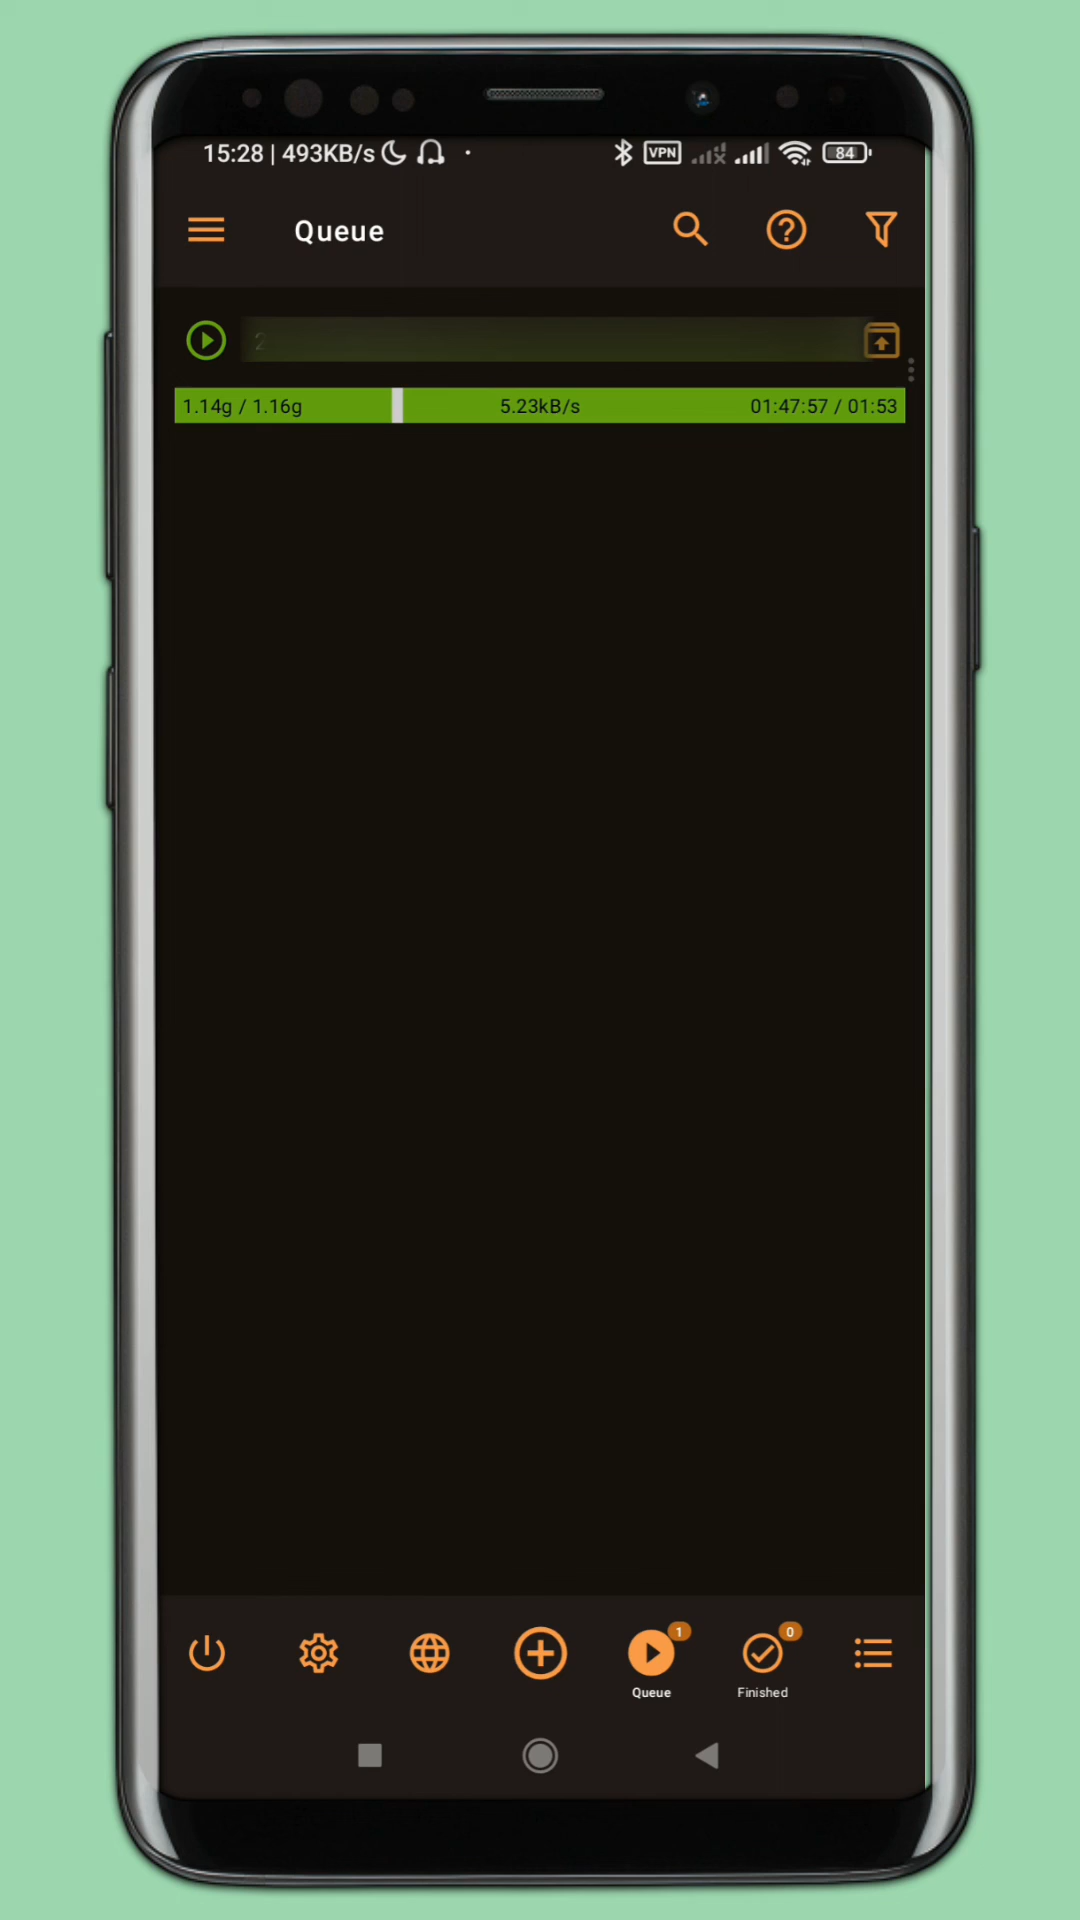 15:28 | 493KB/s VPN 84
Queue
2
1.14g / 1.16g 5.23kB/s 01:47:57 / 01:53
1 0
Queue Finished